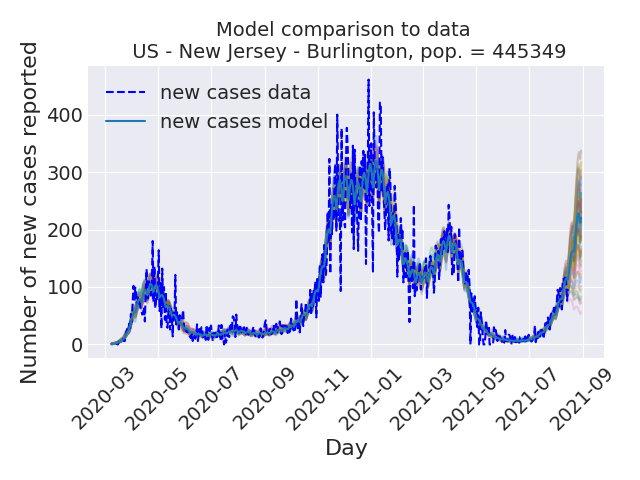 Model comparison to data
US - New Jersey - Burlington, pop. = 445349
new cases data
new cases model
Number of new cases reported
400
300
200
100
0
2020-03
2020-05
2020-07
2020-09
2020-11
2021-01
2021-03
2021-05
2021-07
2021-09
Day